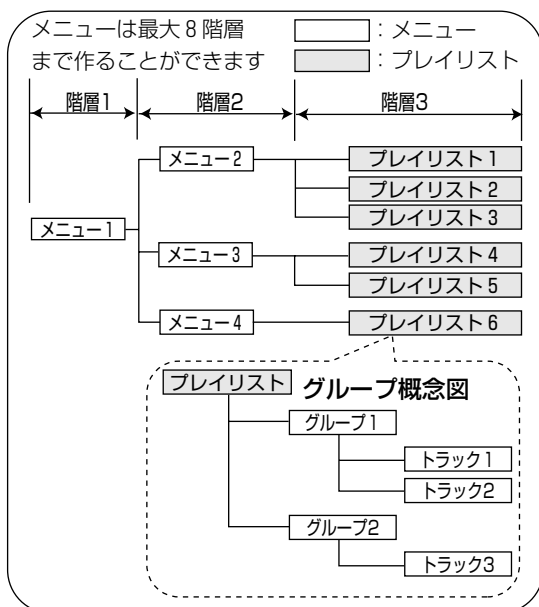 メニューは最大8階層
まで作ることができます
：メニュー
：プレイリスト
階層1 階層2 階層3
メニュー1
メニュー2
メニュー3
メニュー4
プレイリスト1
プレイリスト2
プレイリスト3
プレイリスト4
プレイリスト5
プレイリスト6
プレイリスト
グループ概念図
グループ1
トラック1
トラック2
グループ2
トラック3